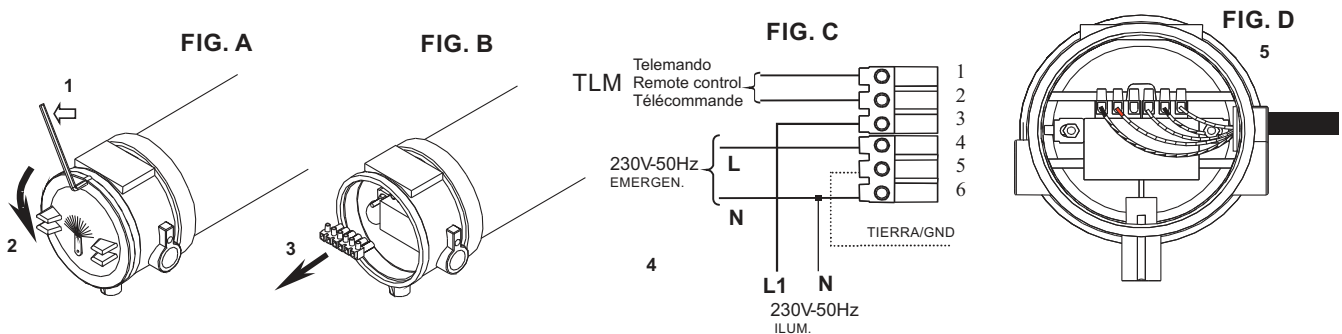 FIG. A
1
2
FIG. B
3
FIG. C
TLM
Telemando
Remote control
Télécommande
1
2
3
4
5
6
230V-50Hz
EMERGEN.
L
N
TIERRA/GND
4
L1
N
230V-50Hz
ILUM.
FIG. D
5